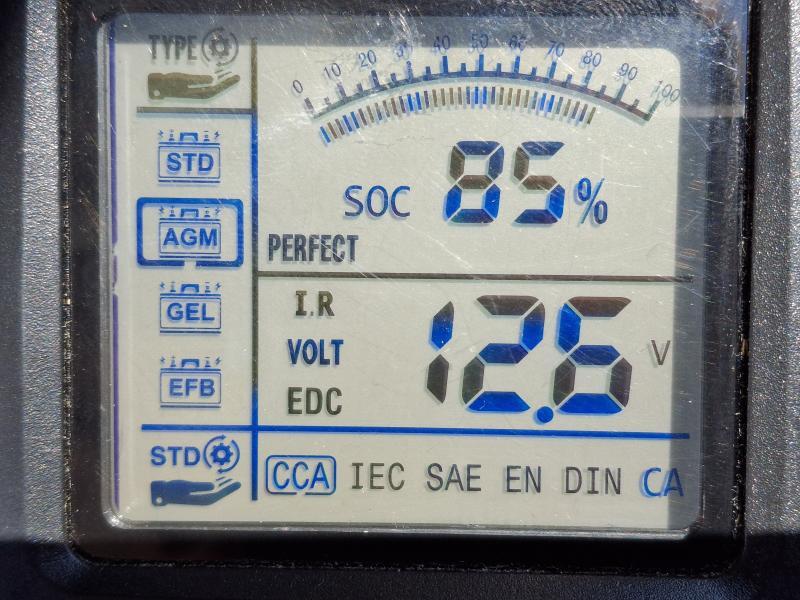 TYPE
0 10 20 30 40 50 60 70 80 90 100
STD
SOC 85%
AGM
PERFECT
GEL
I.R
VOLT 12.6 V
EFB
EDC
STD
CCA IEC SAE EN DIN CA